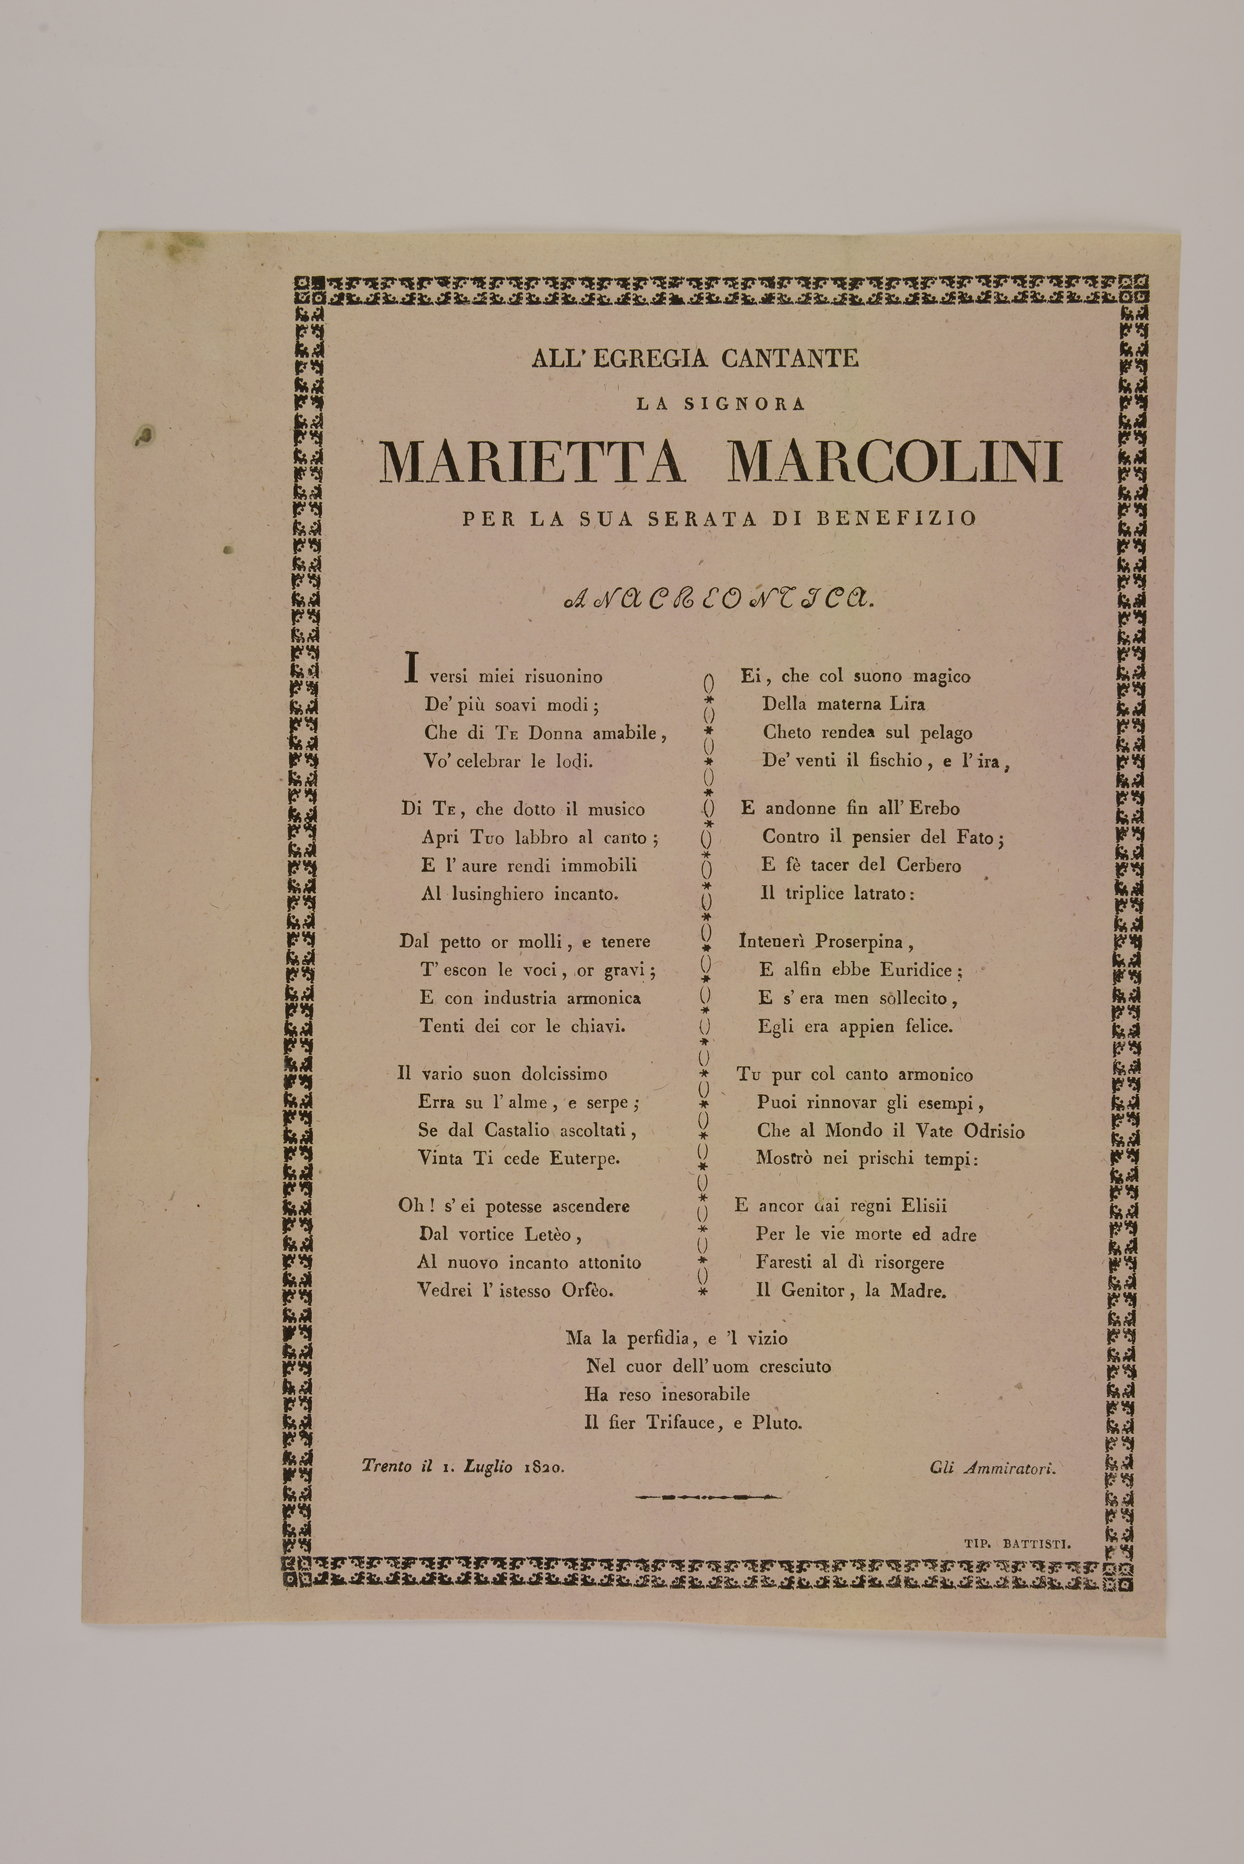 ALL' EGREGIA CANTANTE
LA SIGNORA
MARIETTA MARCOLINI
PER LA SUA SERATA DI BENEFIZIO
ANACREONTICA.
I versi miei risuonino
De' più soavi modi ;
Che di TE Donna amabile ,
Vo' celebrar le lodi.
Di TE , che dotto il musico
Apri Tuo labbro al canto ;
E l' aure rendi immobili
Al lusinghiero incanto.
Dal petto or molli , e tenere
T' escon le voci , or gravi ;
E con industria armonica
Tenti dei cor le chiavi.
Il vario suon dolcissimo
Erra su l' alme , e serpe ;
Se dal Castalio ascoltati ,
Vinta Ti cede Euterpe.
Oh ! s' ei potesse ascendere
Dal vortice Letèo ,
Al nuovo incanto attonito
Vedrei l' istesso Orfèo.
Ei , che col suono magico
Della materna Lira
Cheto rendea sul pelago
De' venti il fischio , e l' ira ,
E andonne fin all' Erebo
Contro il pensier del Fato ;
E fè tacer del Cerbero
Il triplice latrato :
Intenerì Proserpina ,
E alfin ebbe Euridice ;
E s' era men sollecito ,
Egli era appien felice.
TU pur col canto armonico
Puoi rinnovar gli esempi ,
Che al Mondo il Vate Odrisio
Mostrò nei prischi tempi :
E ancor dai regni Elisii
Per le vie morte ed adre
Faresti al dì risorgere
Il Genitor , la Madre.
Ma la perfidia , e 'l vizio
Nel cuor dell' uom cresciuto
Ha reso inesorabile
Il fier Trifauce , e Pluto.
Trento il 1. Luglio 1820.
Gli Ammiratori.
TIP. BATTISTI.